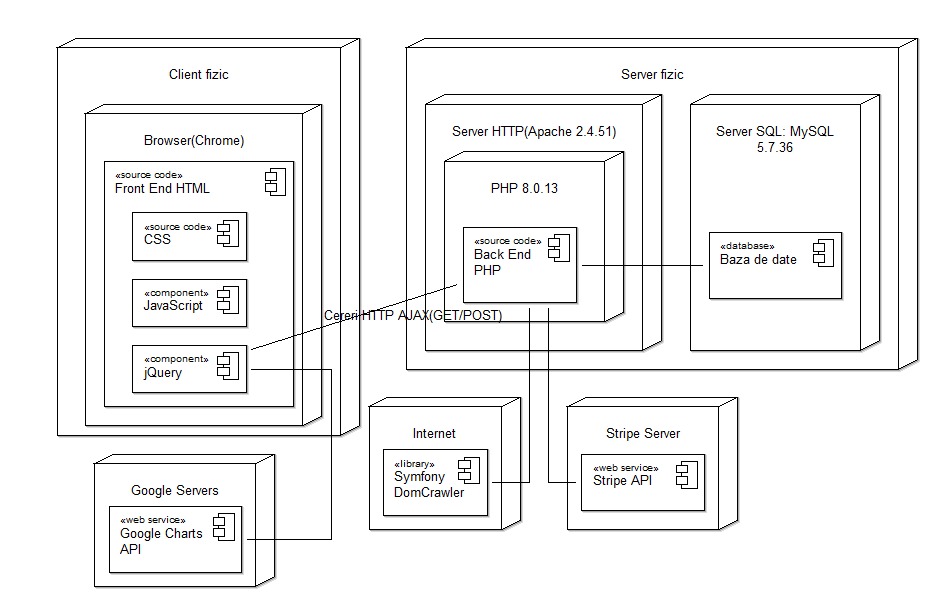 Client fizic
Browser(Chrome)
«source code»
Front End HTML
«source code»
CSS
«component»
JavaScript
«component»
jQuery
Cereri HTTP AJAX(GET/POST)
Server fizic
Server HTTP(Apache 2.4.51)
PHP 8.0.13
«source code»
Back End
PHP
Server SQL: MySQL
5.7.36
«database»
Baza de date
Google Servers
«web service»
Google Charts
API
Internet
«library»
Symfony
DomCrawler
Stripe Server
«web service»
Stripe API